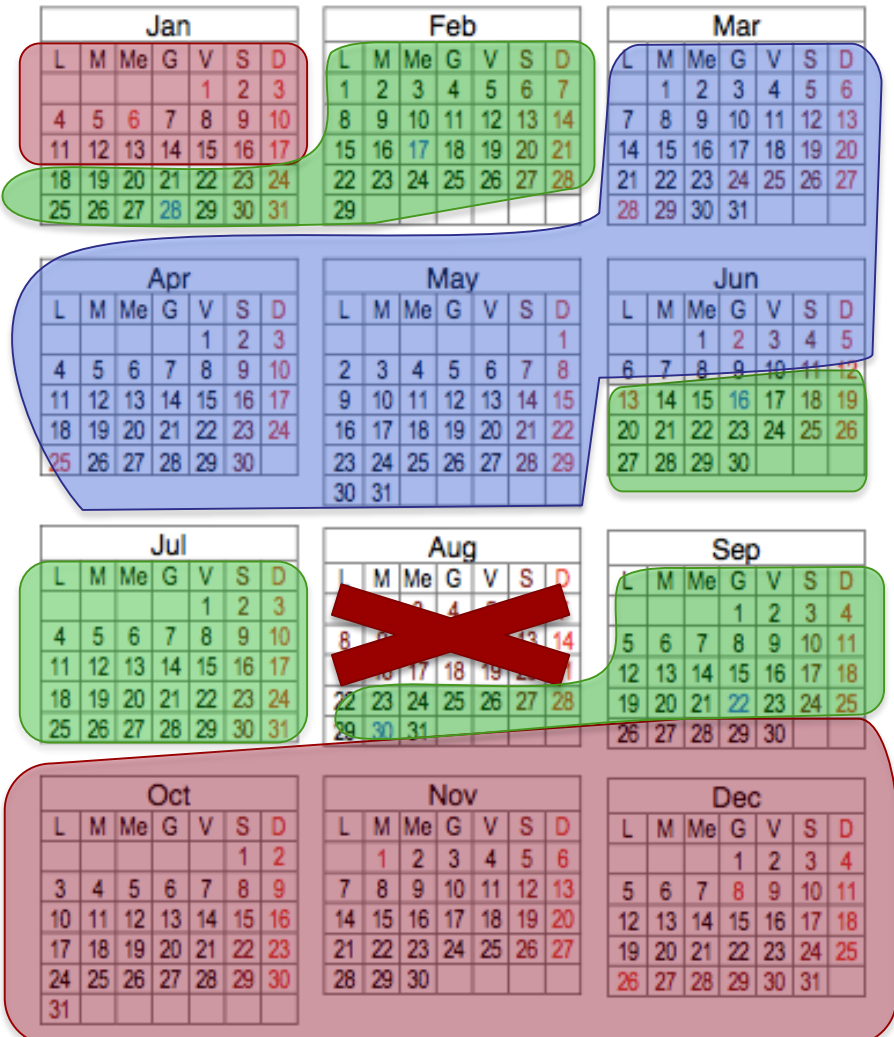 Jan Feb Mar
L M Me G V S D L M Me G V S D L M Me G V S D
1 2 3 1 2 3 4 5 6 7 1 2 3 4 5 6
4 5 6 7 8 9 10 8 9 10 11 12 13 14 7 8 9 10 11 12 13
11 12 13 14 15 16 17 15 16 17 18 19 20 21 14 15 16 17 18 19 20
18 19 20 21 22 23 24 22 23 24 25 26 27 28 21 22 23 24 25 26 27
25 26 27 28 29 30 31 29 28 29 30 31
Apr May Jun
L M Me G V S D L M Me G V S D L M Me G V S D
1 2 3 1 1 2 3 4 5
4 5 6 7 8 9 10 2 3 4 5 6 7 8 6 7 8 9 10 11 12
11 12 13 14 15 16 17 9 10 11 12 13 14 15 13 14 15 16 17 18 19
18 19 20 21 22 23 24 16 17 18 19 20 21 22 20 21 22 23 24 25 26
25 26 27 28 29 30 23 24 25 26 27 28 29 27 28 29 30
30 31
Jul Aug Sep
L M Me G V S D L M Me G V S D L M Me G V S D
1 2 3 4 1 2 3 4
4 5 6 7 8 9 10 8 13 14 5 6 7 8 9 10 11
11 12 13 14 15 16 17 17 18 19 12 13 14 15 16 17 18
18 19 20 21 22 23 24 22 23 24 25 26 27 28 19 20 21 22 23 24 25
25 26 27 28 29 30 31 29 30 31 26 27 28 29 30
Oct Nov Dec
L M Me G V S D L M Me G V S D L M Me G V S D
1 2 1 2 3 4 5 6 1 2 3 4
3 4 5 6 7 8 9 7 8 9 10 11 12 13 5 6 7 8 9 10 11
10 11 12 13 14 15 16 14 15 16 17 18 19 20 12 13 14 15 16 17 18
17 18 19 20 21 22 23 21 22 23 24 25 26 27 19 20 21 22 23 24 25
24 25 26 27 28 29 30 28 29 30 26 27 28 29 30 31
31